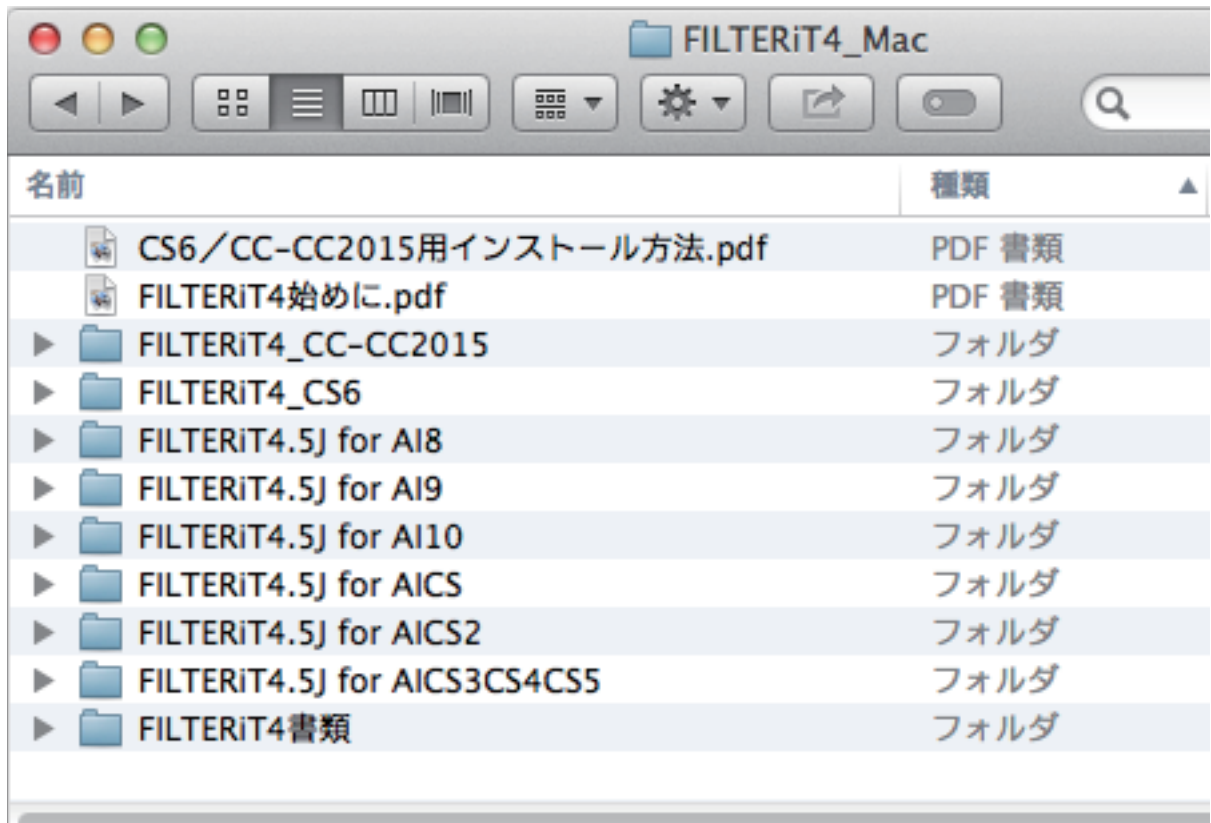 FILTERiT4_Mac
名前 種類
CS6／CC-CC2015用インストール方法.pdf PDF 書類
FILTERiT4始めに.pdf PDF 書類
FILTERiT4_CC-CC2015 フォルダ
FILTERiT4_CS6 フォルダ
FILTERiT4.5J for AI8 フォルダ
FILTERiT4.5J for AI9 フォルダ
FILTERiT4.5J for AI10 フォルダ
FILTERiT4.5J for AICS フォルダ
FILTERiT4.5J for AICS2 フォルダ
FILTERiT4.5J for AICS3CS4CS5 フォルダ
FILTERiT4書類 フォルダ